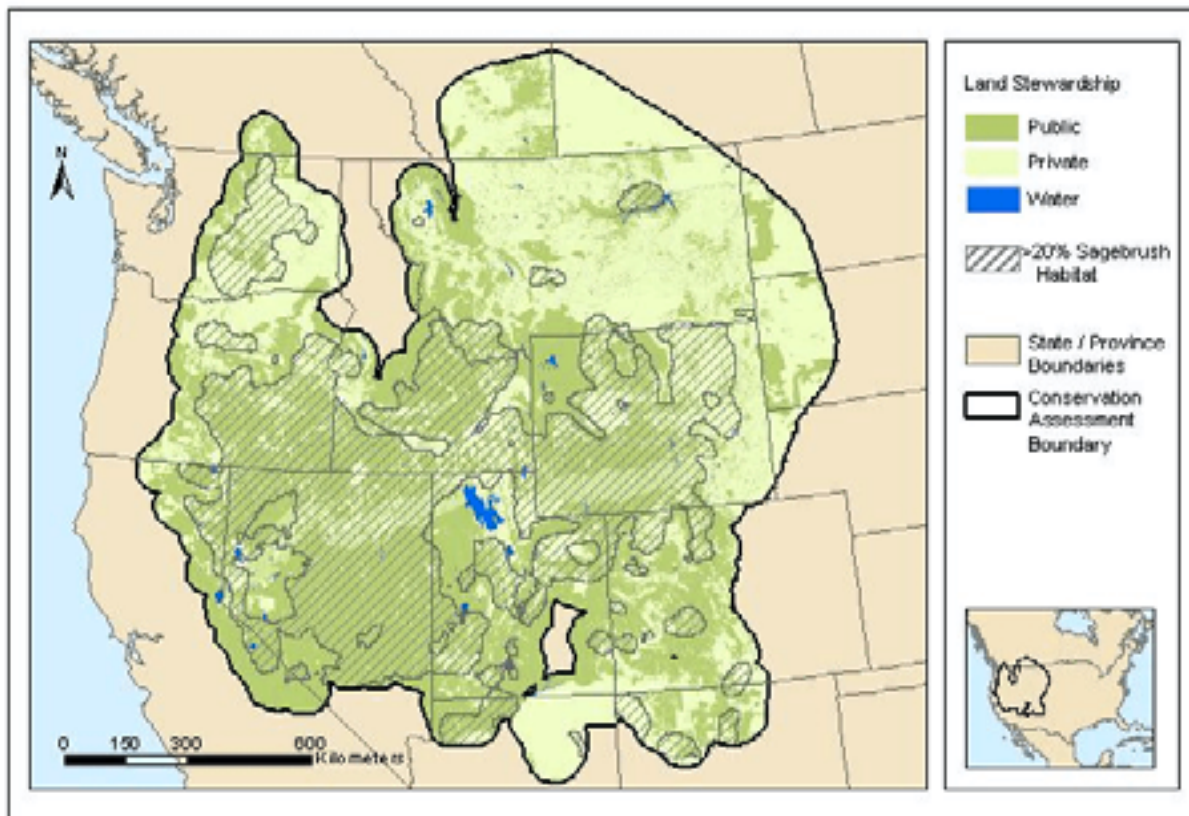 N
0 150 300 600
Kilometers
Land Stewardship
Public
Private
Water
>20% Sagebrush
Habitat
State / Province
Boundaries
Conservation
Assessment
Boundary